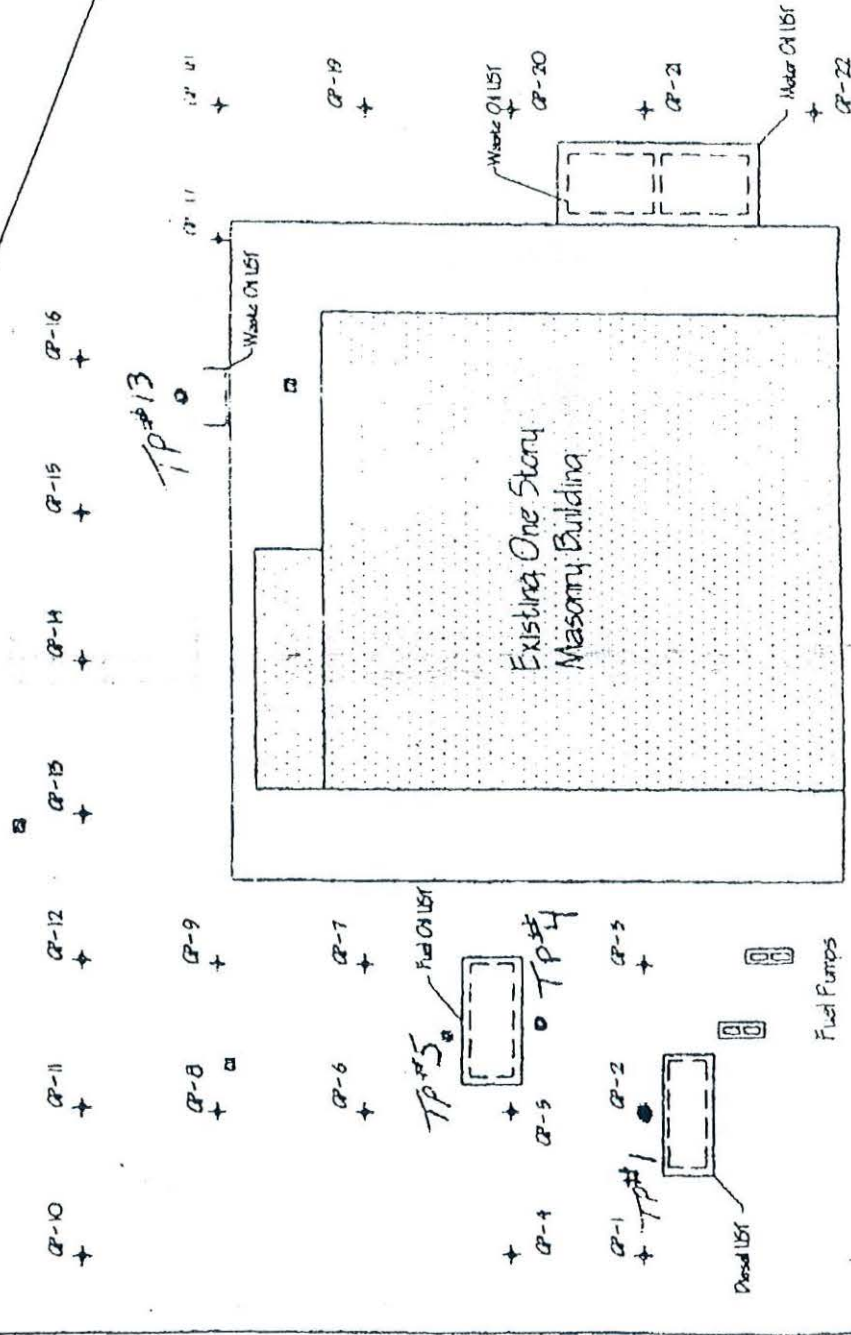 GP-10
GP-11
GP-12
GP-13
GP-14
GP-15
GP-16
GP-8
GP-9
TP#13
GP-19
GP-6
GP-7
Waste Oil UST
TP#5
Fuel Oil UST
Waste Oil UST
GP-20
GP-4
GP-5
TP#4
Existing One Story
Masonry Building
GP-1
TP#1
GP-2
GP-3
GP-21
Motor Oil UST
Diesel UST
Fuel Pumps
GP-22